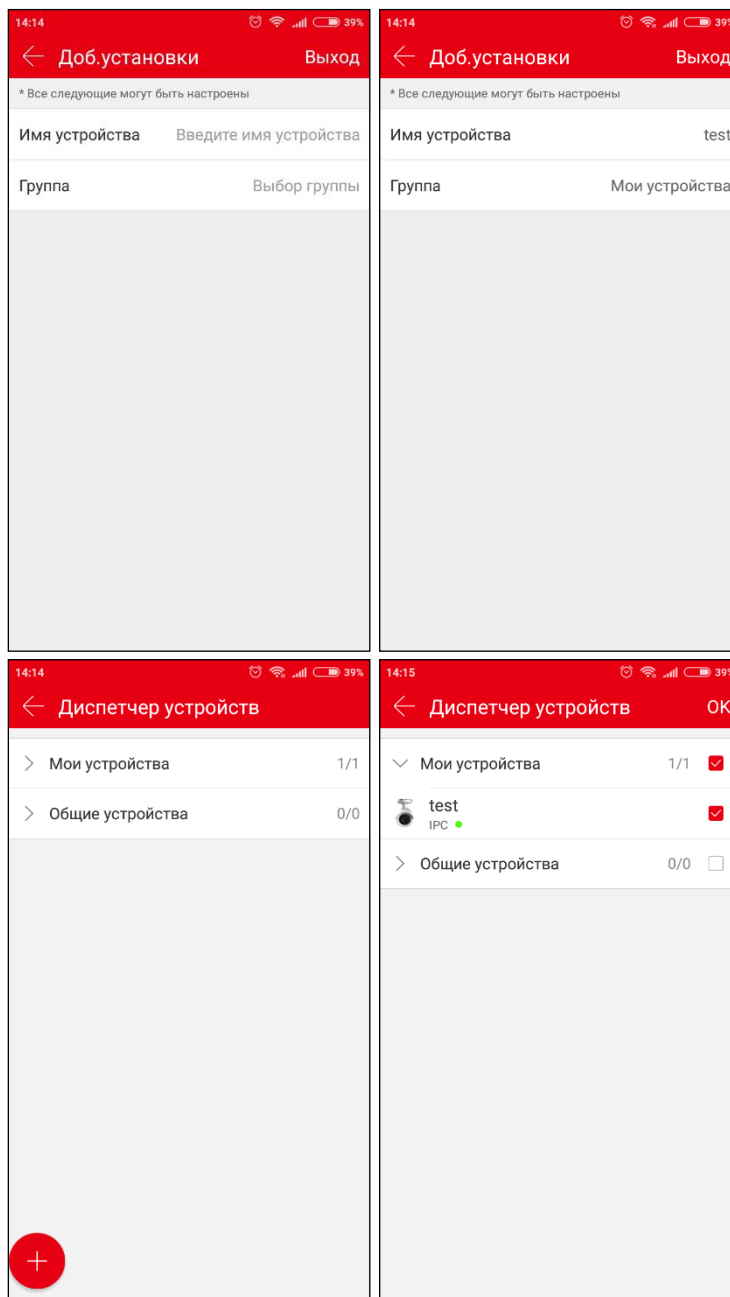 14:14 39%
Доб.установки Выход
* Все следующие могут быть настроены
Имя устройства Введите имя устройства
Группа Выбор группы
14:14 39%
Доб.установки Выход
* Все следующие могут быть настроены
Имя устройства test
Группа Мои устройства
14:14 39%
Диспетчер устройств
Мои устройства 1/1
Общие устройства 0/0
14:15 39%
Диспетчер устройств OK
Мои устройства 1/1
test
IPC
Общие устройства 0/0